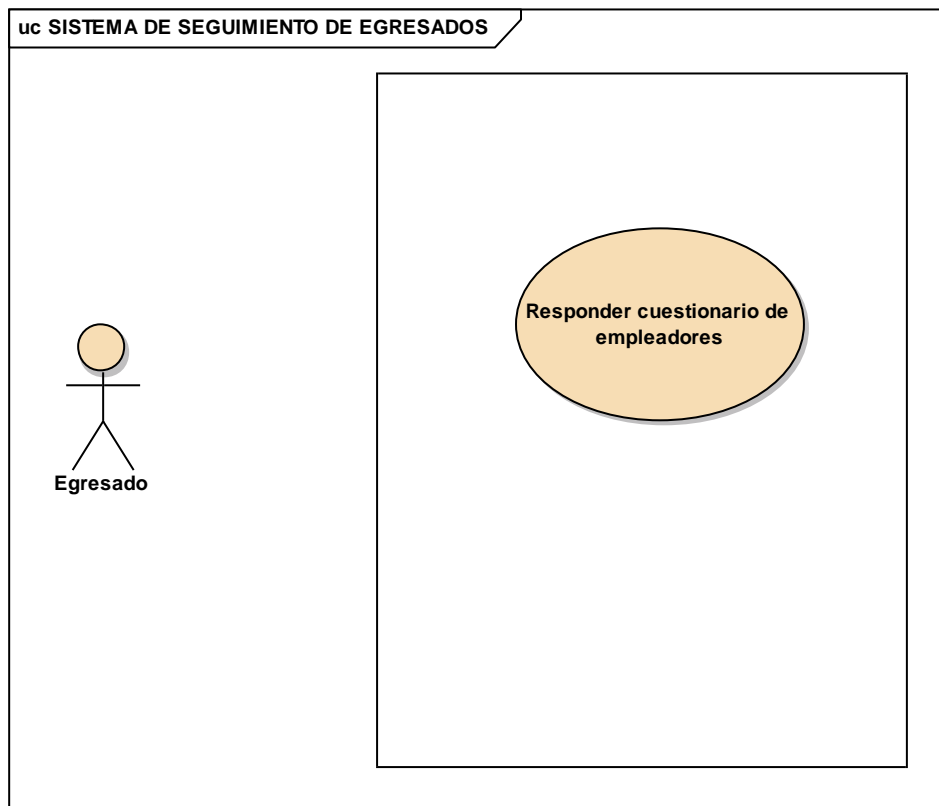 uc SISTEMA DE SEGUIMIENTO DE EGRESADOS
Responder cuestionario de
empleadores
Egresado